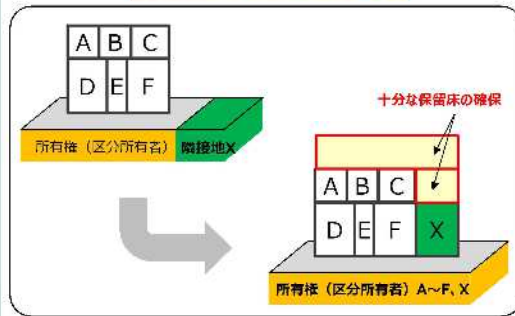 A B C
D E F
所有権（区分所有者） 隣接地X
十分な保留床の確保
A B C
D E F X
所有権（区分所有者）A～F、X